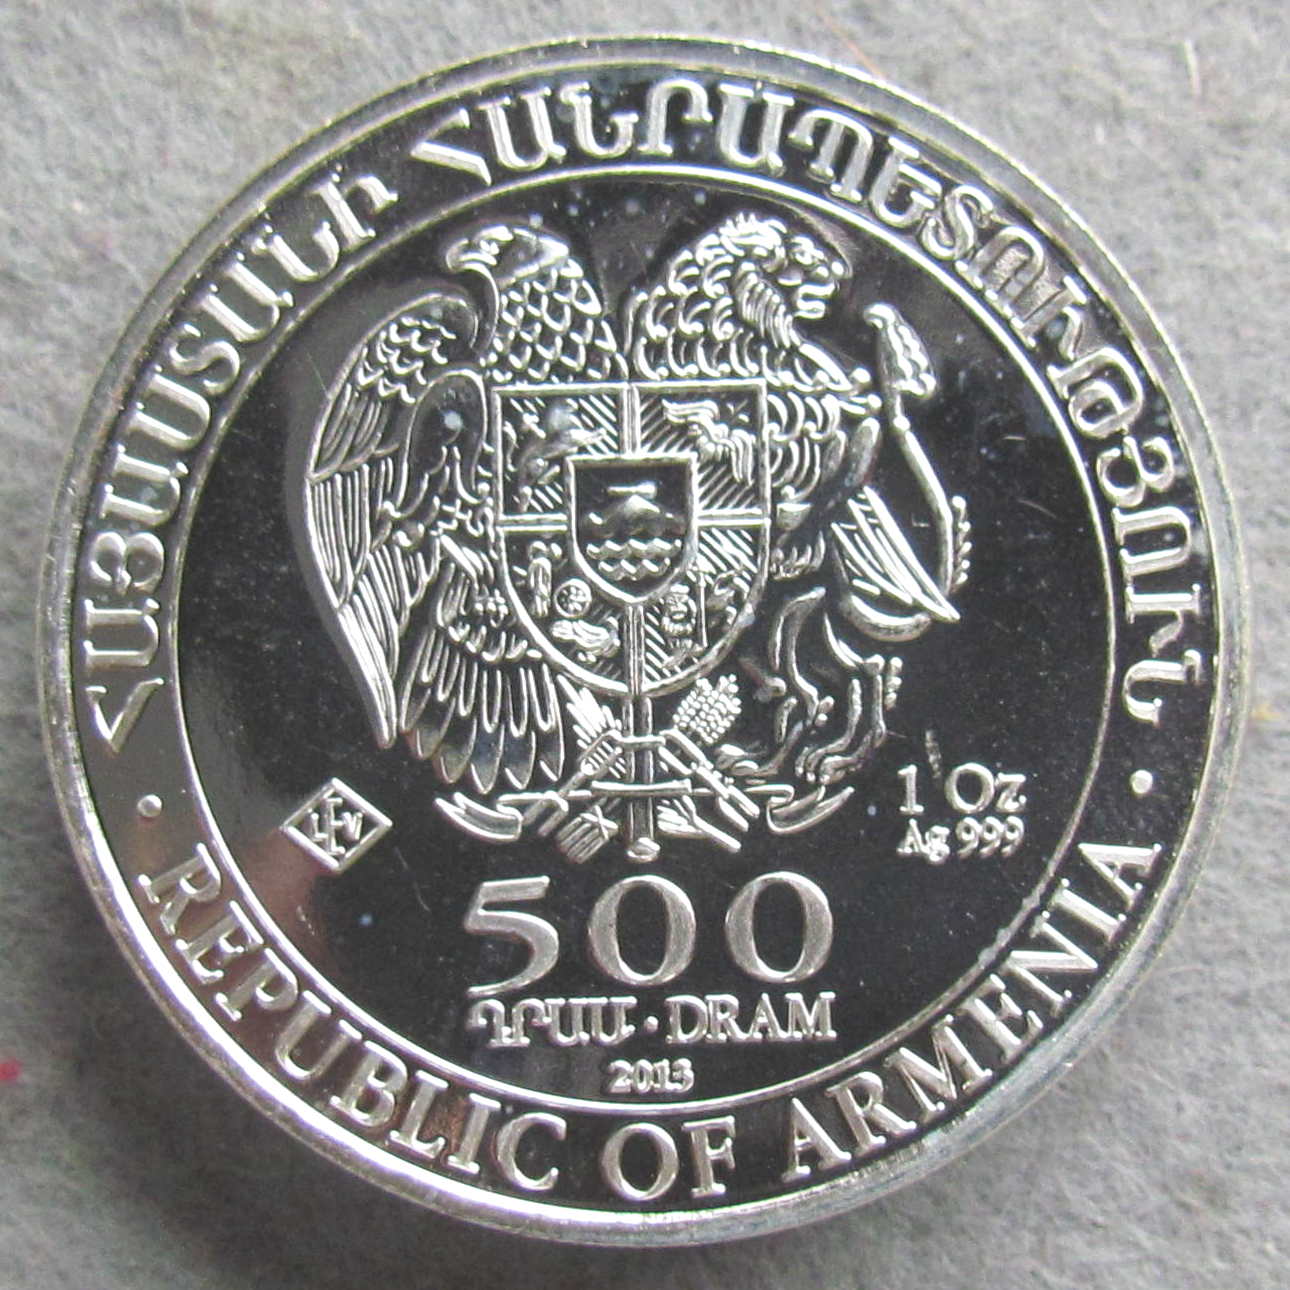 ՀԱՅԱՍՏԱՆԻ ՀԱՆՐԱՊԵՏՈՒԹՅՈՒՆ
1 Oz
Ag 999
500
ԴՐԱՄ · DRAM
2013
· REPUBLIC OF ARMENIA ·